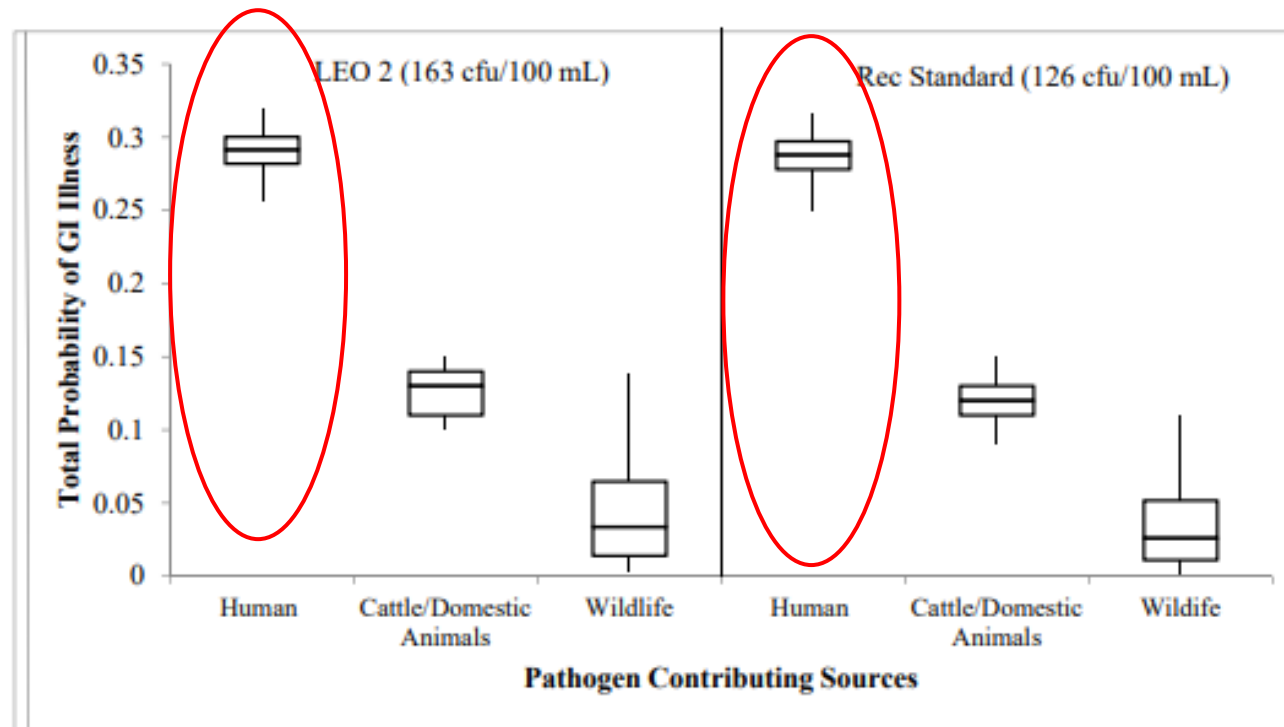 LEO 2 (163 cfu/100 mL)
Rec Standard (126 cfu/100 mL)
Total Probability of GI Illness
0.35
0.3
0.25
0.2
0.15
0.1
0.05
0
Human
Cattle/Domestic
Animals
Wildlife
Human
Cattle/Domestic
Animals
Wildlife
Pathogen Contributing Sources